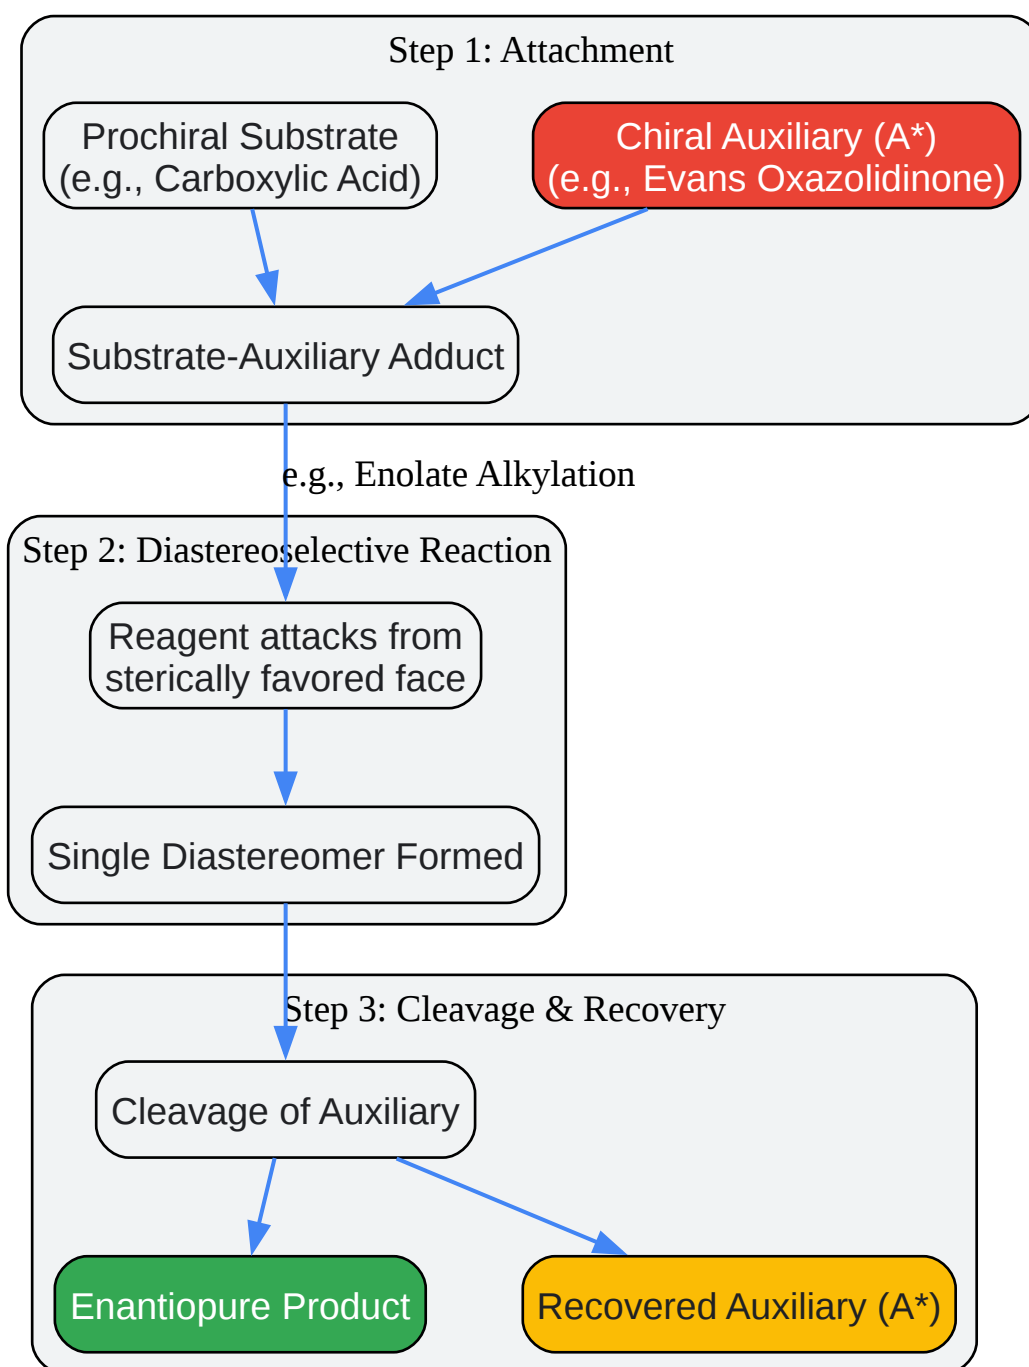 Step 1: Attachment
Prochiral Substrate
(e.g., Carboxylic Acid)
Chiral Auxiliary (A*)
(e.g., Evans Oxazolidinone)
Substrate-Auxiliary Adduct
e.g., Enolate Alkylation
Step 2: Diastereoselective Reaction
Reagent attacks from
sterically favored face
Single Diastereomer Formed
Step 3: Cleavage & Recovery
Cleavage of Auxiliary
Enantiopure Product
Recovered Auxiliary (A*)